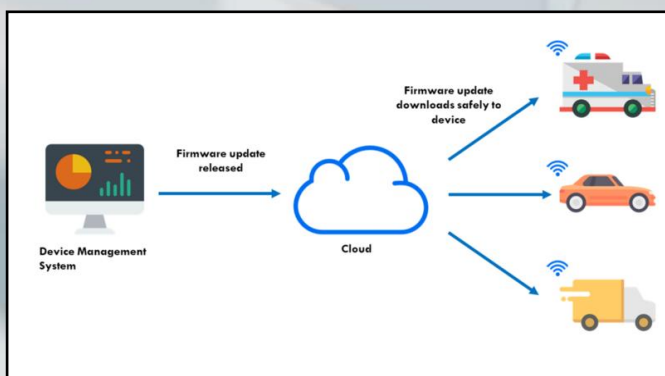 Firmware update
downloads safely to
device
Firmware update
released
Device Management
System
Cloud